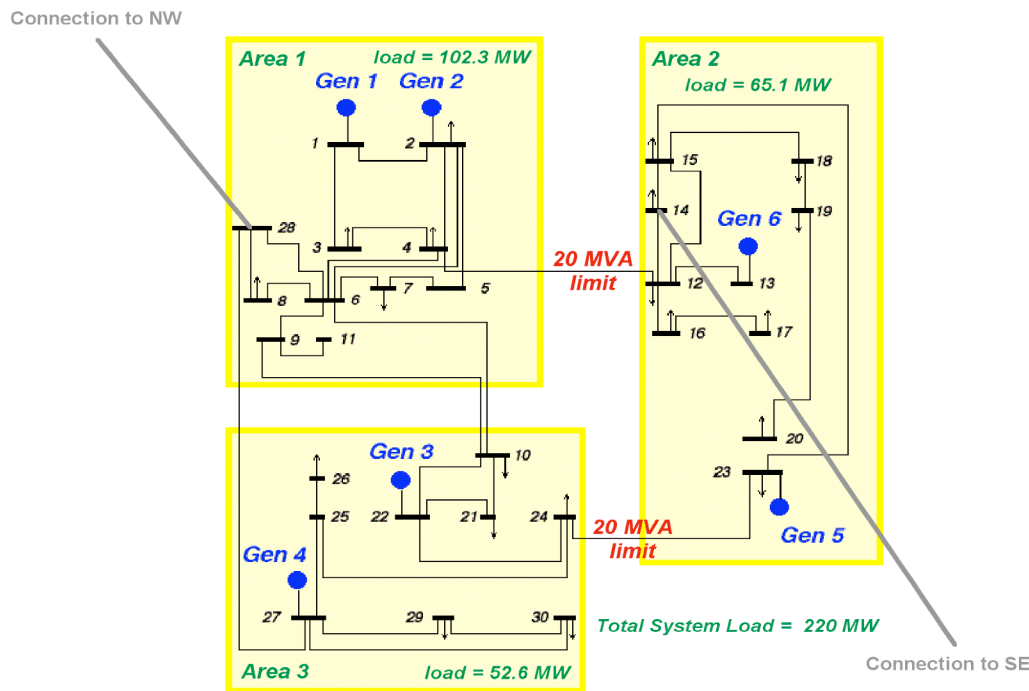 Connection to NW
Area 1
load = 102.3 MW
Gen 1
Gen 2
1
2
28
3
4
8
6
7
5
9
11
20 MVA
limit
Area 2
load = 65.1 MW
15
18
14
19
Gen 6
12
13
16
17
20
23
Gen 5
Gen 3
10
26
22
21
24
25
20 MVA
limit
Gen 4
27
29
30
Area 3
load = 52.6 MW
Total System Load = 220 MW
Connection to SE